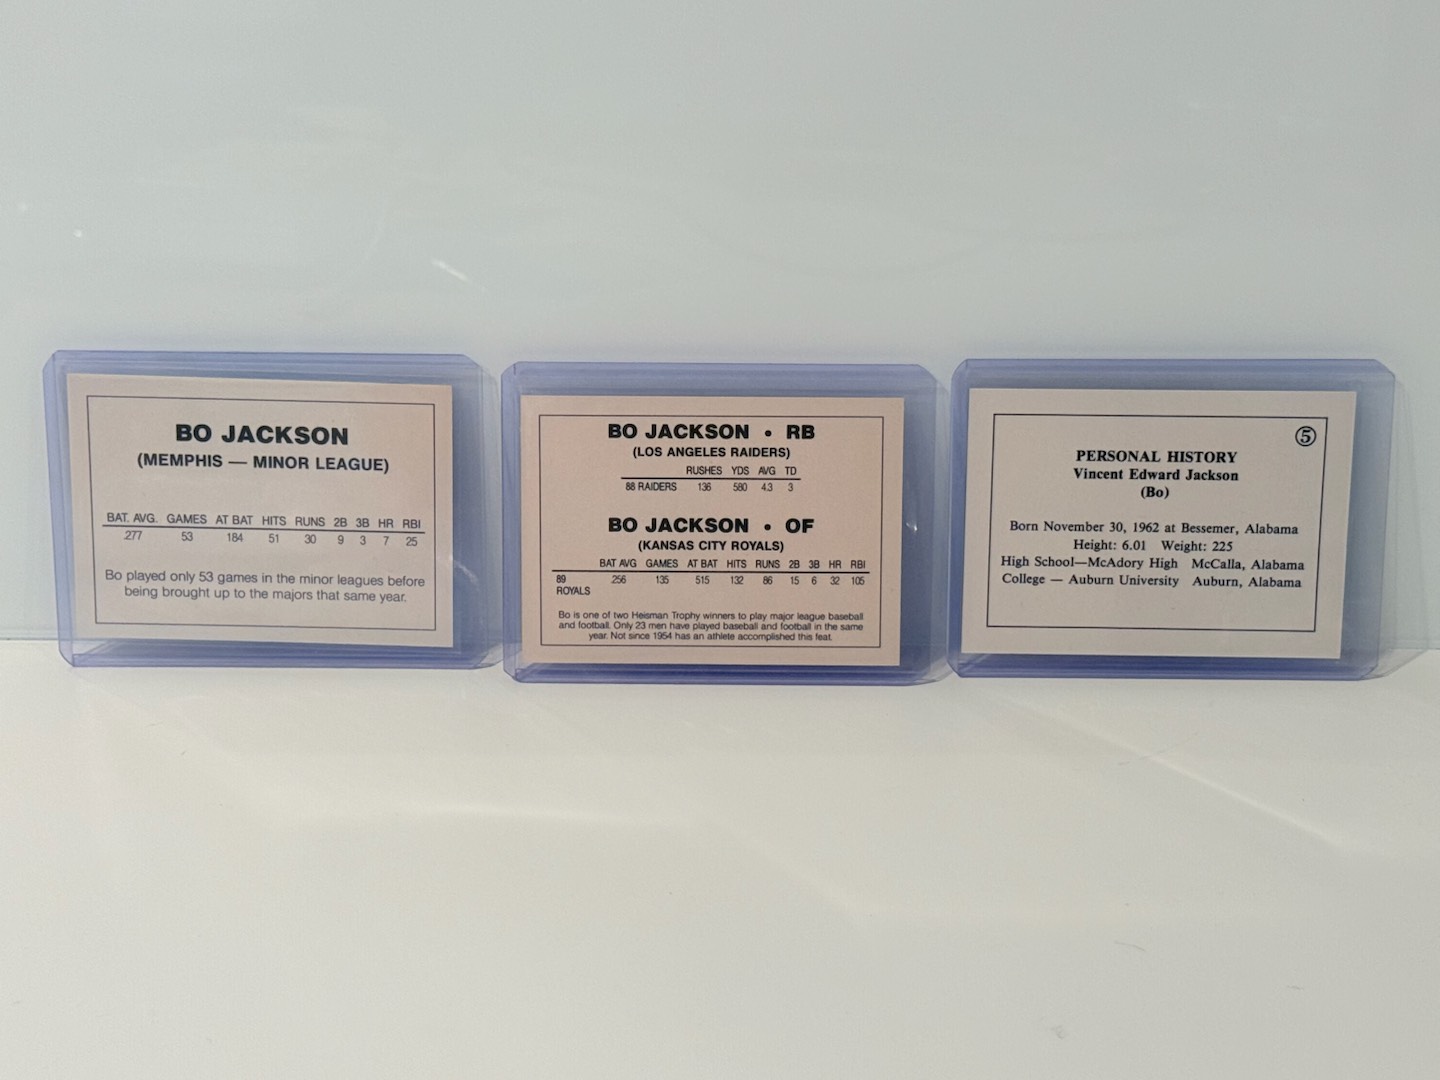 BO JACKSON
(MEMPHIS — MINOR LEAGUE)
BAT. AVG. GAMES AT BAT HITS RUNS 2B 3B HR RBI
.277 53 184 51 30 9 3 7 25
Bo played only 53 games in the minor leagues before
being brought up to the majors that same year.
BO JACKSON • RB
(LOS ANGELES RAIDERS)
RUSHES YDS AVG TD
88 RAIDERS 136 580 4.3 3
BO JACKSON • OF
(KANSAS CITY ROYALS)
BAT AVG GAMES AT BAT HITS RUNS 2B 3B HR RBI
89 .256 135 515 132 86 15 6 32 105
ROYALS
Bo is one of two Heisman Trophy winners to play major league baseball
and football. Only 23 men have played baseball and football in the same
year. Not since 1954 has an athlete accomplished this feat.
5
PERSONAL HISTORY
Vincent Edward Jackson
(Bo)
Born November 30, 1962 at Bessemer, Alabama
Height: 6.01 Weight: 225
High School—McAdory High McCalla, Alabama
College — Auburn University Auburn, Alabama